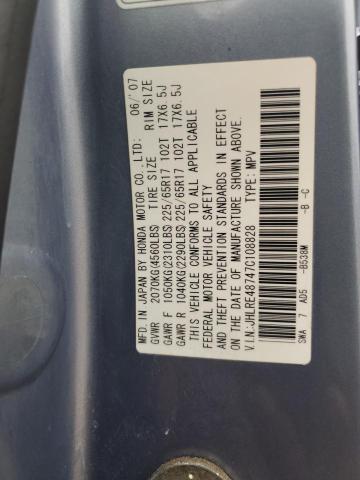 MFD. IN JAPAN BY HONDA MOTOR CO., LTD. 06/'07
TIRE SIZE RIM SIZE
GVWR 2070KG(4560LBS)
GAWR F 1050KG(2310LBS) 225/65R17 102T 17X6.5J
GAWR R 1040KG(2290LBS) 225/65R17 102T 17X6.5J
THIS VEHICLE CONFORMS TO ALL APPLICABLE
FEDERAL MOTOR VEHICLE SAFETY
AND THEFT PREVENTION STANDARDS IN EFFECT
ON THE DATE OF MANUFACTURE SHOWN ABOVE.
V.I.N:JHLRE48747C108828 TYPE: MPV
SWA 7 AD5 -B538M -B -C